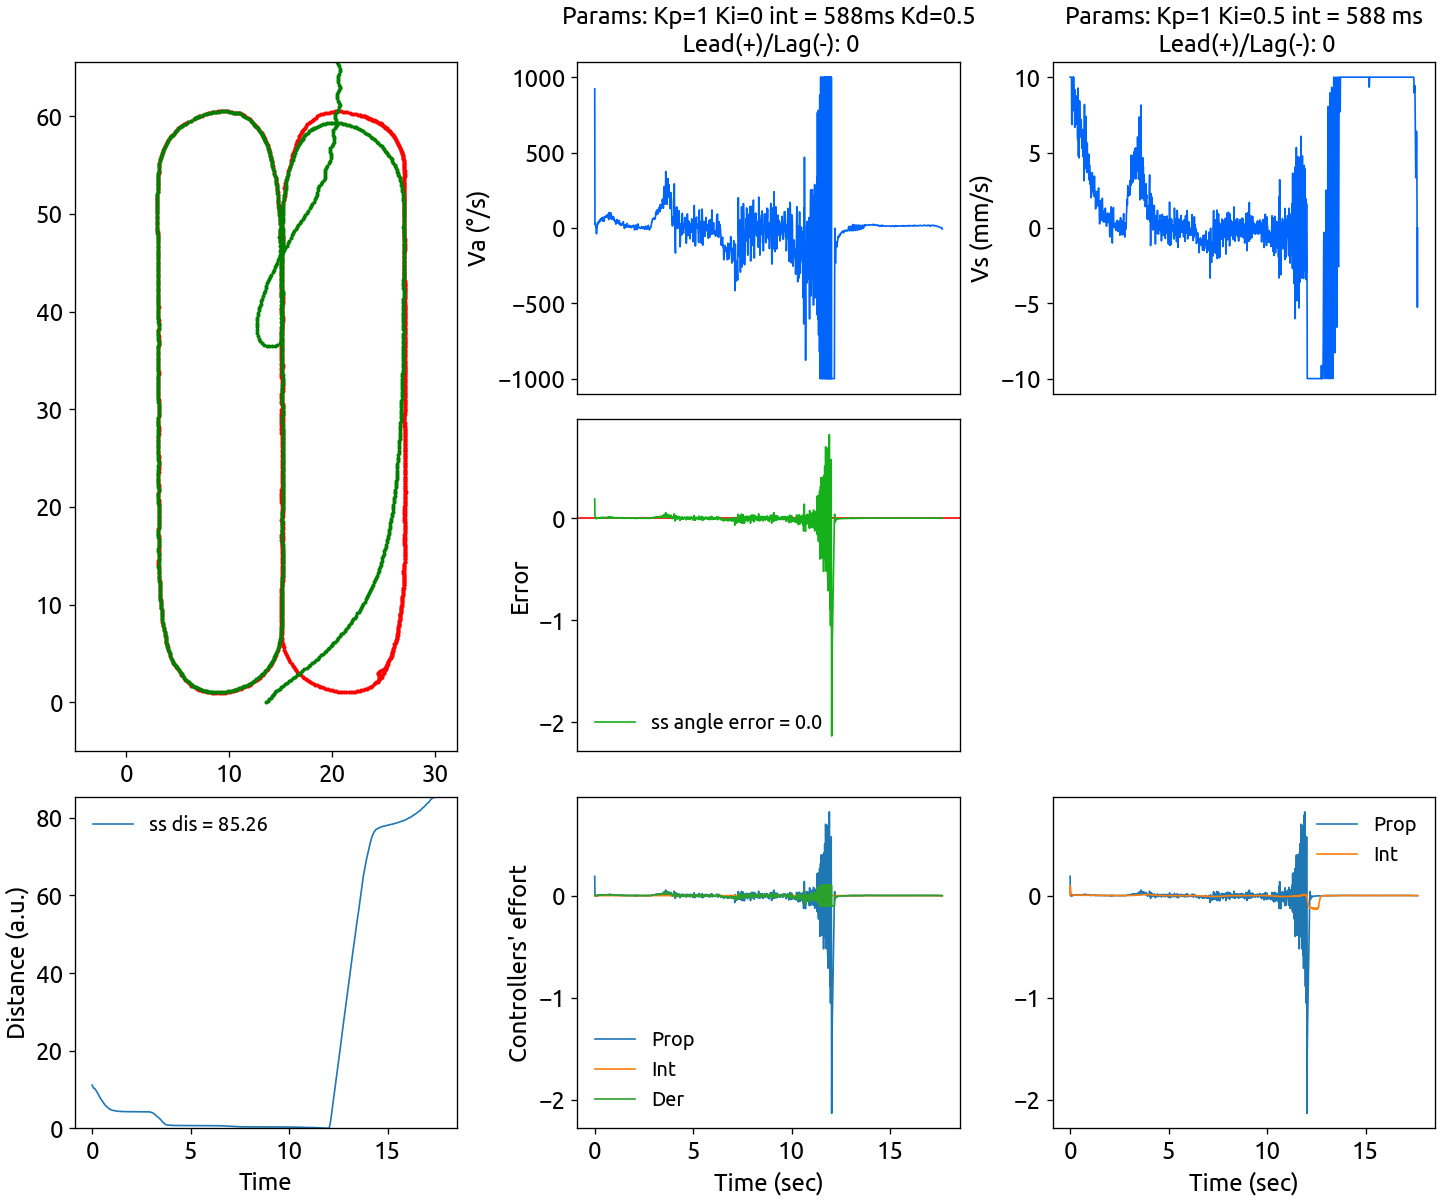 Params: Kp=1 Ki=0 int = 588ms Kd=0.5
Lead(+)/Lag(-): 0
Params: Kp=1 Ki=0.5 int = 588 ms
Lead(+)/Lag(-): 0
60
50
40
30
20
10
0
0
10
20
30
1000
500
0
−500
−1000
Va (°/s)
10
5
0
−5
−10
Vs (mm/s)
0
−1
−2
Error
ss angle error = 0.0
80
60
40
20
0
Distance (a.u.)
ss dis = 85.26
0
5
10
15
Time
0
−1
−2
Controllers' effort
Prop
Int
Der
0
5
10
15
Time (sec)
0
−1
−2
Prop
Int
0
5
10
15
Time (sec)